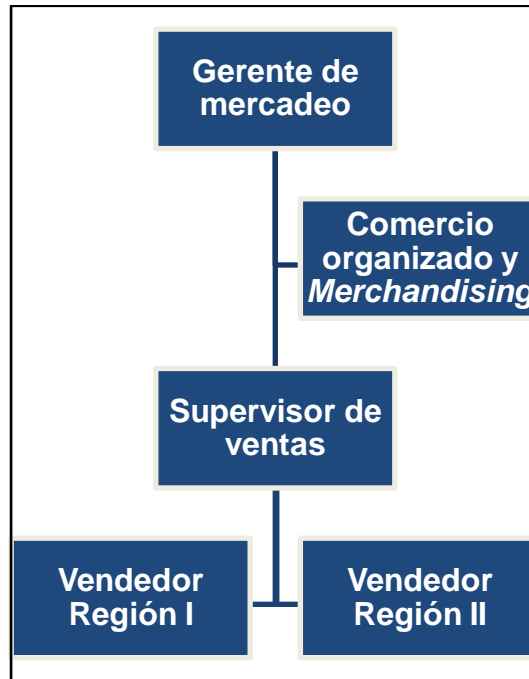 Gerente de
mercadeo
Comercio
organizado y
Merchandising
Supervisor de
ventas
Vendedor
Región I
Vendedor
Región II